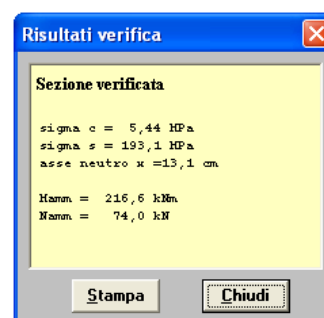 Risultati verifica
Sezione verificata
sigma c = 5,44 MPa
sigma s = 193,1 MPa
asse neutro x =13,1 cm
Mamm = 216,6 kNm
Namm = 74,0 kN
Stampa
Chiudi